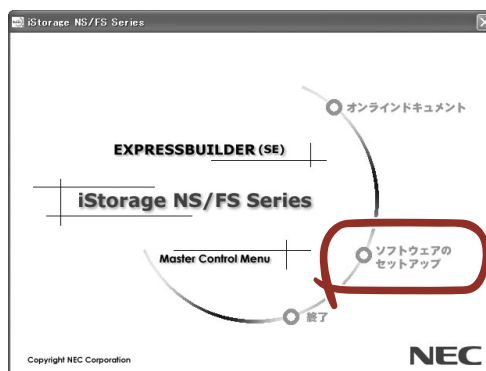 iStorage NS/FS Series
オンラインドキュメント
EXPRESSBUILDER (SE)
iStorage NS/FS Series
ソフトウェアの
セットアップ
Master Control Menu
終了
Copyright NEC Corporation
NEC